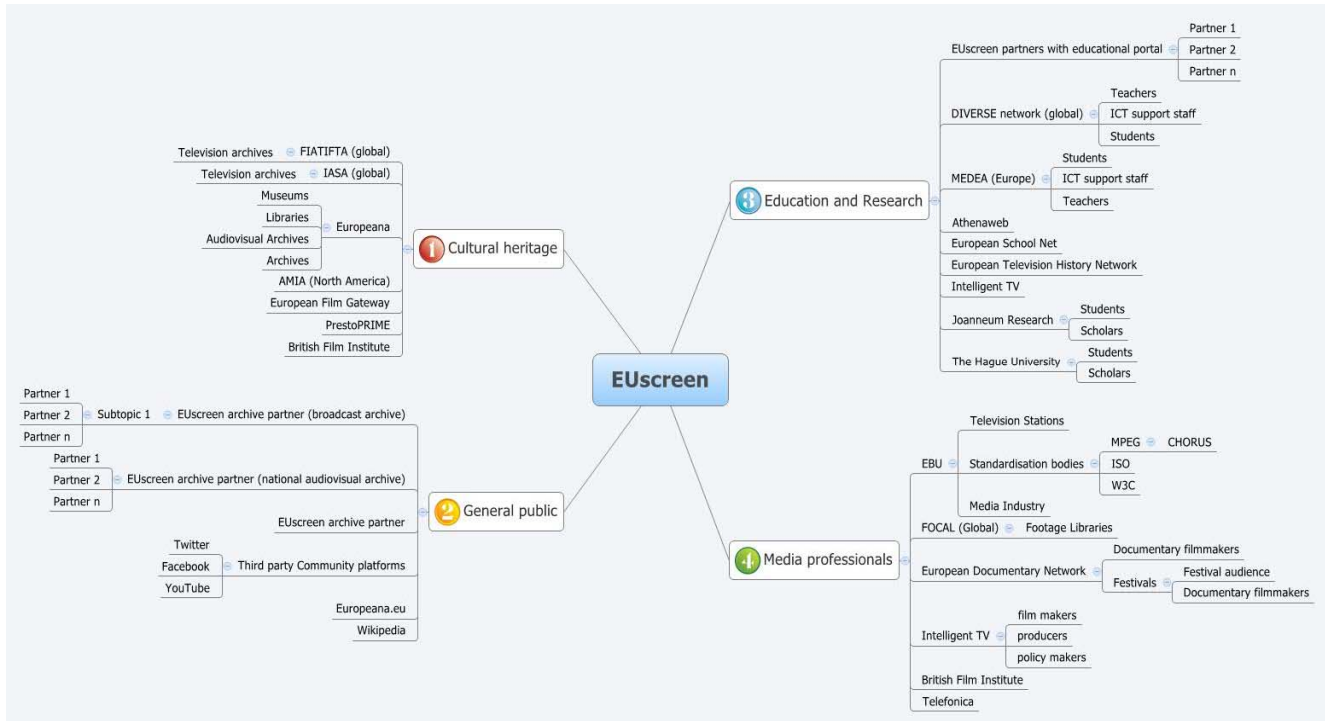 EUscreen
1 Cultural heritage
Television archives FIATIFTA (global)
Television archives IASA (global)
Museums
Libraries
Europeana
Audiovisual Archives
Archives
AMIA (North America)
European Film Gateway
PrestoPRIME
British Film Institute
2 General public
Partner 1
Partner 2 Subtopic 1 EUscreen archive partner (broadcast archive)
Partner n
Partner 1
Partner 2 EUscreen archive partner (national audiovisual archive)
Partner n
EUscreen archive partner
Twitter
Facebook Third party Community platforms
YouTube
Europeana.eu
Wikipedia
3 Education and Research
Partner 1
EUscreen partners with educational portal Partner 2
Partner n
Teachers
DIVERSE network (global) ICT support staff
Students
Students
MEDEA (Europe) ICT support staff
Teachers
Athenaweb
European School Net
European Television History Network
Intelligent TV
Students
Joanneum Research
Scholars
Students
The Hague University
Scholars
4 Media professionals
Television Stations
MPEG CHORUS
EBU Standardisation bodies ISO
W3C
Media Industry
FOCAL (Global) Footage Libraries
Documentary filmmakers
European Documentary Network
Festival audience
Festivals
Documentary filmmakers
film makers
Intelligent TV producers
policy makers
British Film Institute
Telefonica